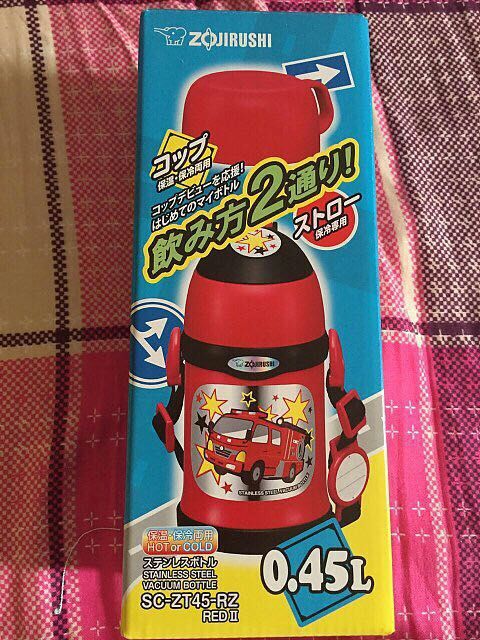 ZOJIRUSHI
コップ
保温・保冷両用
コップデビューを応援!
はじめてのマイボトル
飲み方2通り!
ストロー
保冷専用
ZOJIRUSHI
STAINLESS STEEL VACUUM BOTTLE
保温・保冷両用
HOT or COLD
ステンレスボトル
STAINLESS STEEL
VACUUM BOTTLE
SC-ZT45-RZ
RED II
0.45L